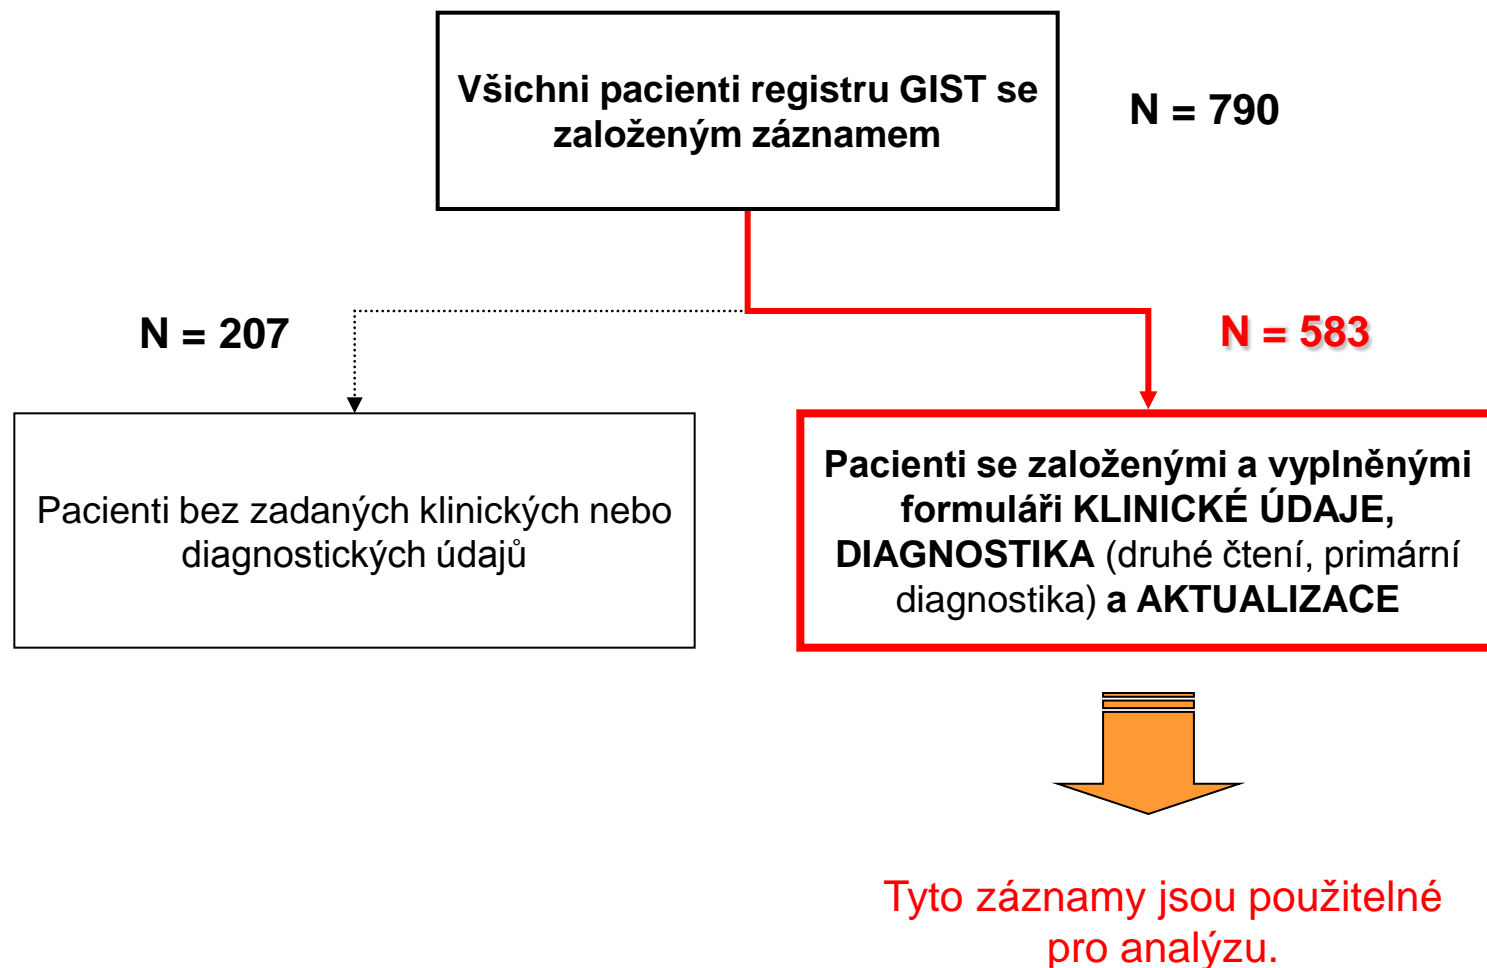 Všichni pacienti registru GIST se
založeným záznamem
N = 790
N = 207
N = 583
Pacienti bez zadaných klinických nebo
diagnostických údajů
Pacienti se založenými a vyplněnými
formuláři KLINICKÉ ÚDAJE,
DIAGNOSTIKA (druhé čtení, primární
diagnostika) a AKTUALIZACE
Tyto záznamy jsou použitelné
pro analýzu.